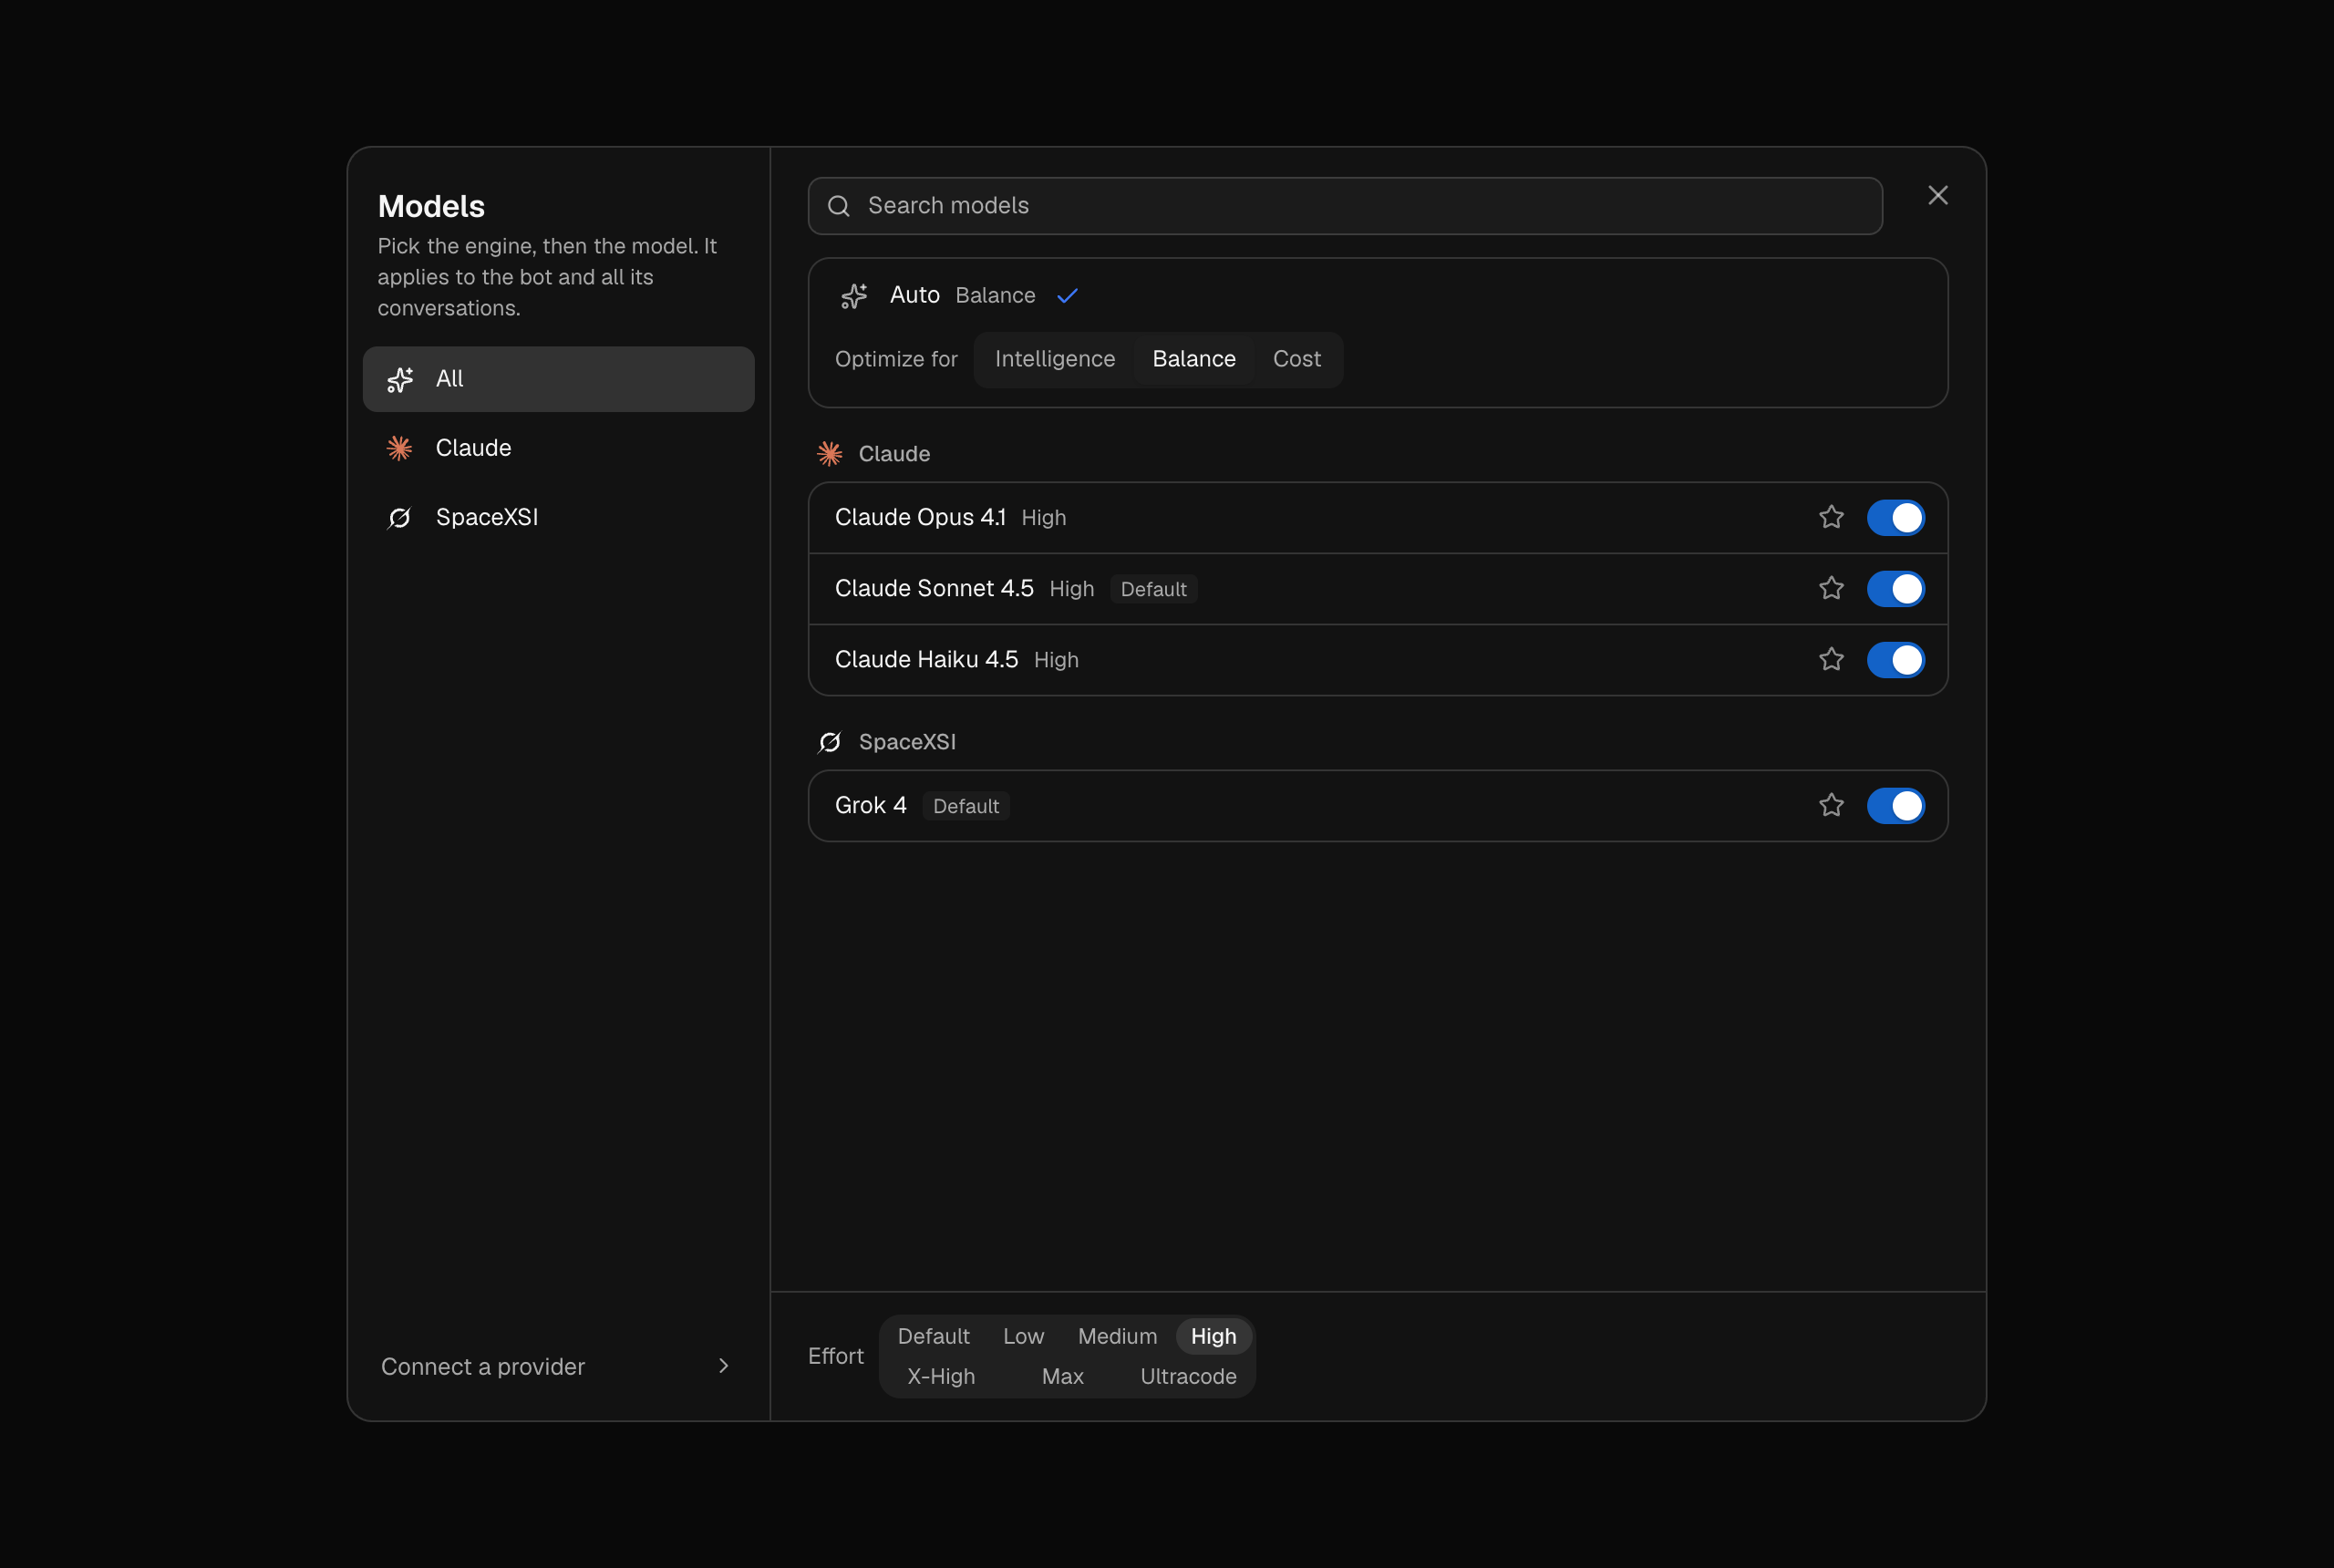 Models
Pick the engine, then the model. It
applies to the bot and all its
conversations.
All
Claude
SpaceXSI
Connect a provider
Search models
Auto Balance
Optimize for Intelligence Balance Cost
Claude
Claude Opus 4.1 High
Claude Sonnet 4.5 High Default
Claude Haiku 4.5 High
SpaceXSI
Grok 4 Default
Effort
Default Low Medium High
X-High Max Ultracode